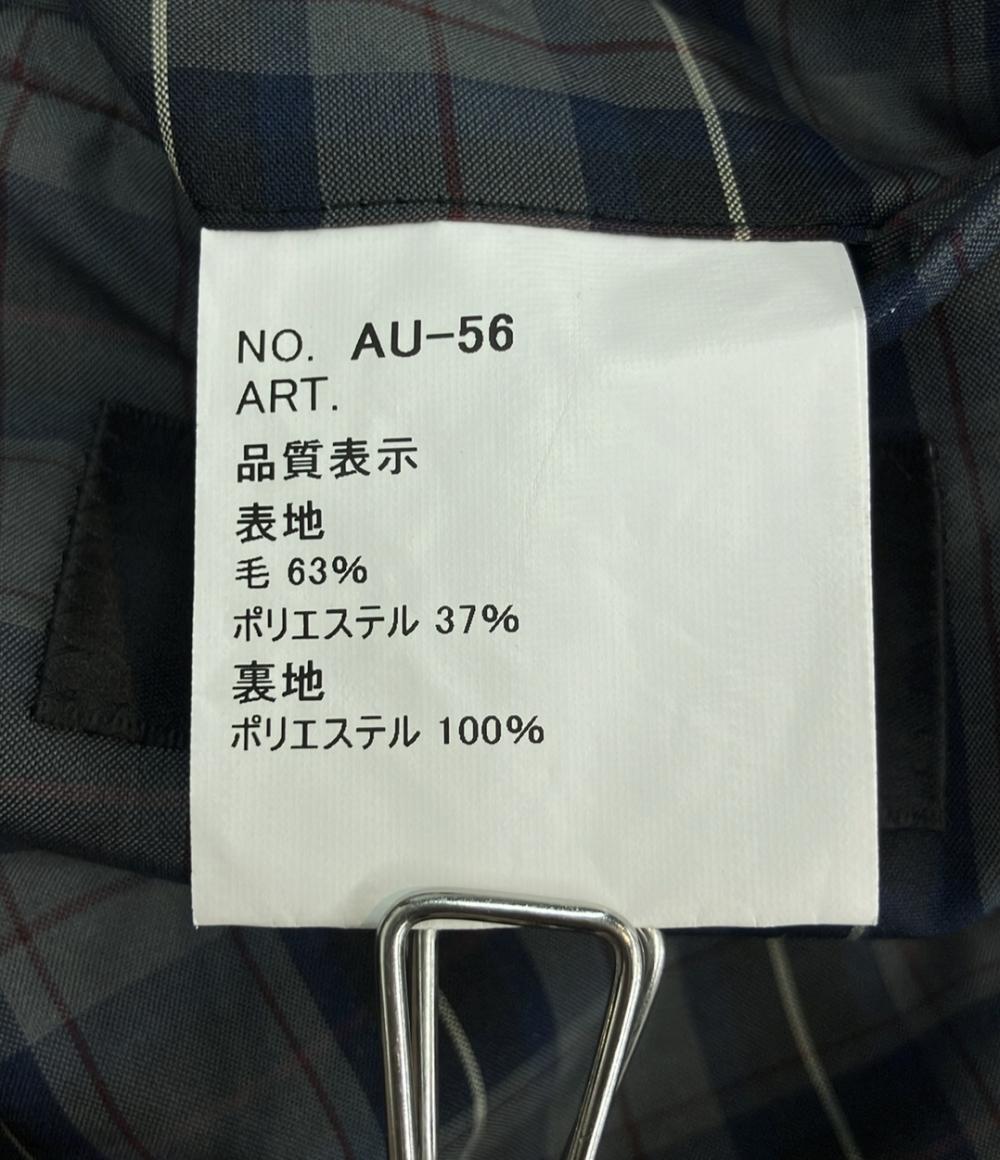 NO. AU-56
ART.
品質表示
表地
毛 63%
ポリエステル 37%
裏地
ポリエステル 100%